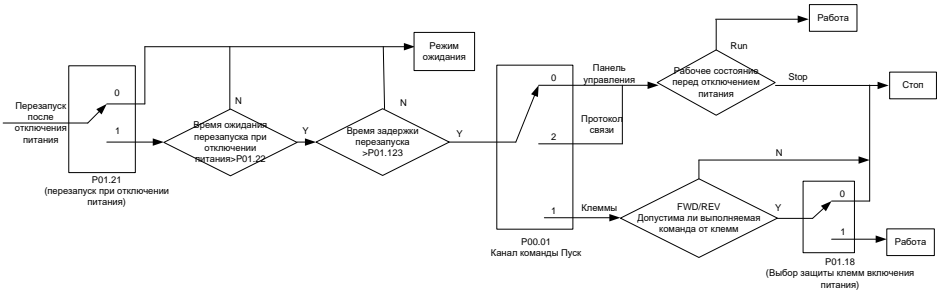 Перезапуск
после
отключения
питания
0
1
P01.21
(перезапуск при отключении
питания)
N
Время ожидания
перезапуска при
отключении
питания>P01.22
Y
N
Время задержки
перезапуска
>P01.123
Y
Режим
ожидания
0
2
1
P00.01
Канал команды Пуск
Панель
управления
Протокол
связи
Клеммы
Run
Рабочее состояние
перед отключением
питания
Stop
Работа
Стоп
N
FWD/REV
Допустима ли выполняемая
команда от клемм
Y
0
1
P01.18
(Выбор защиты клемм включения
питания)
Работа